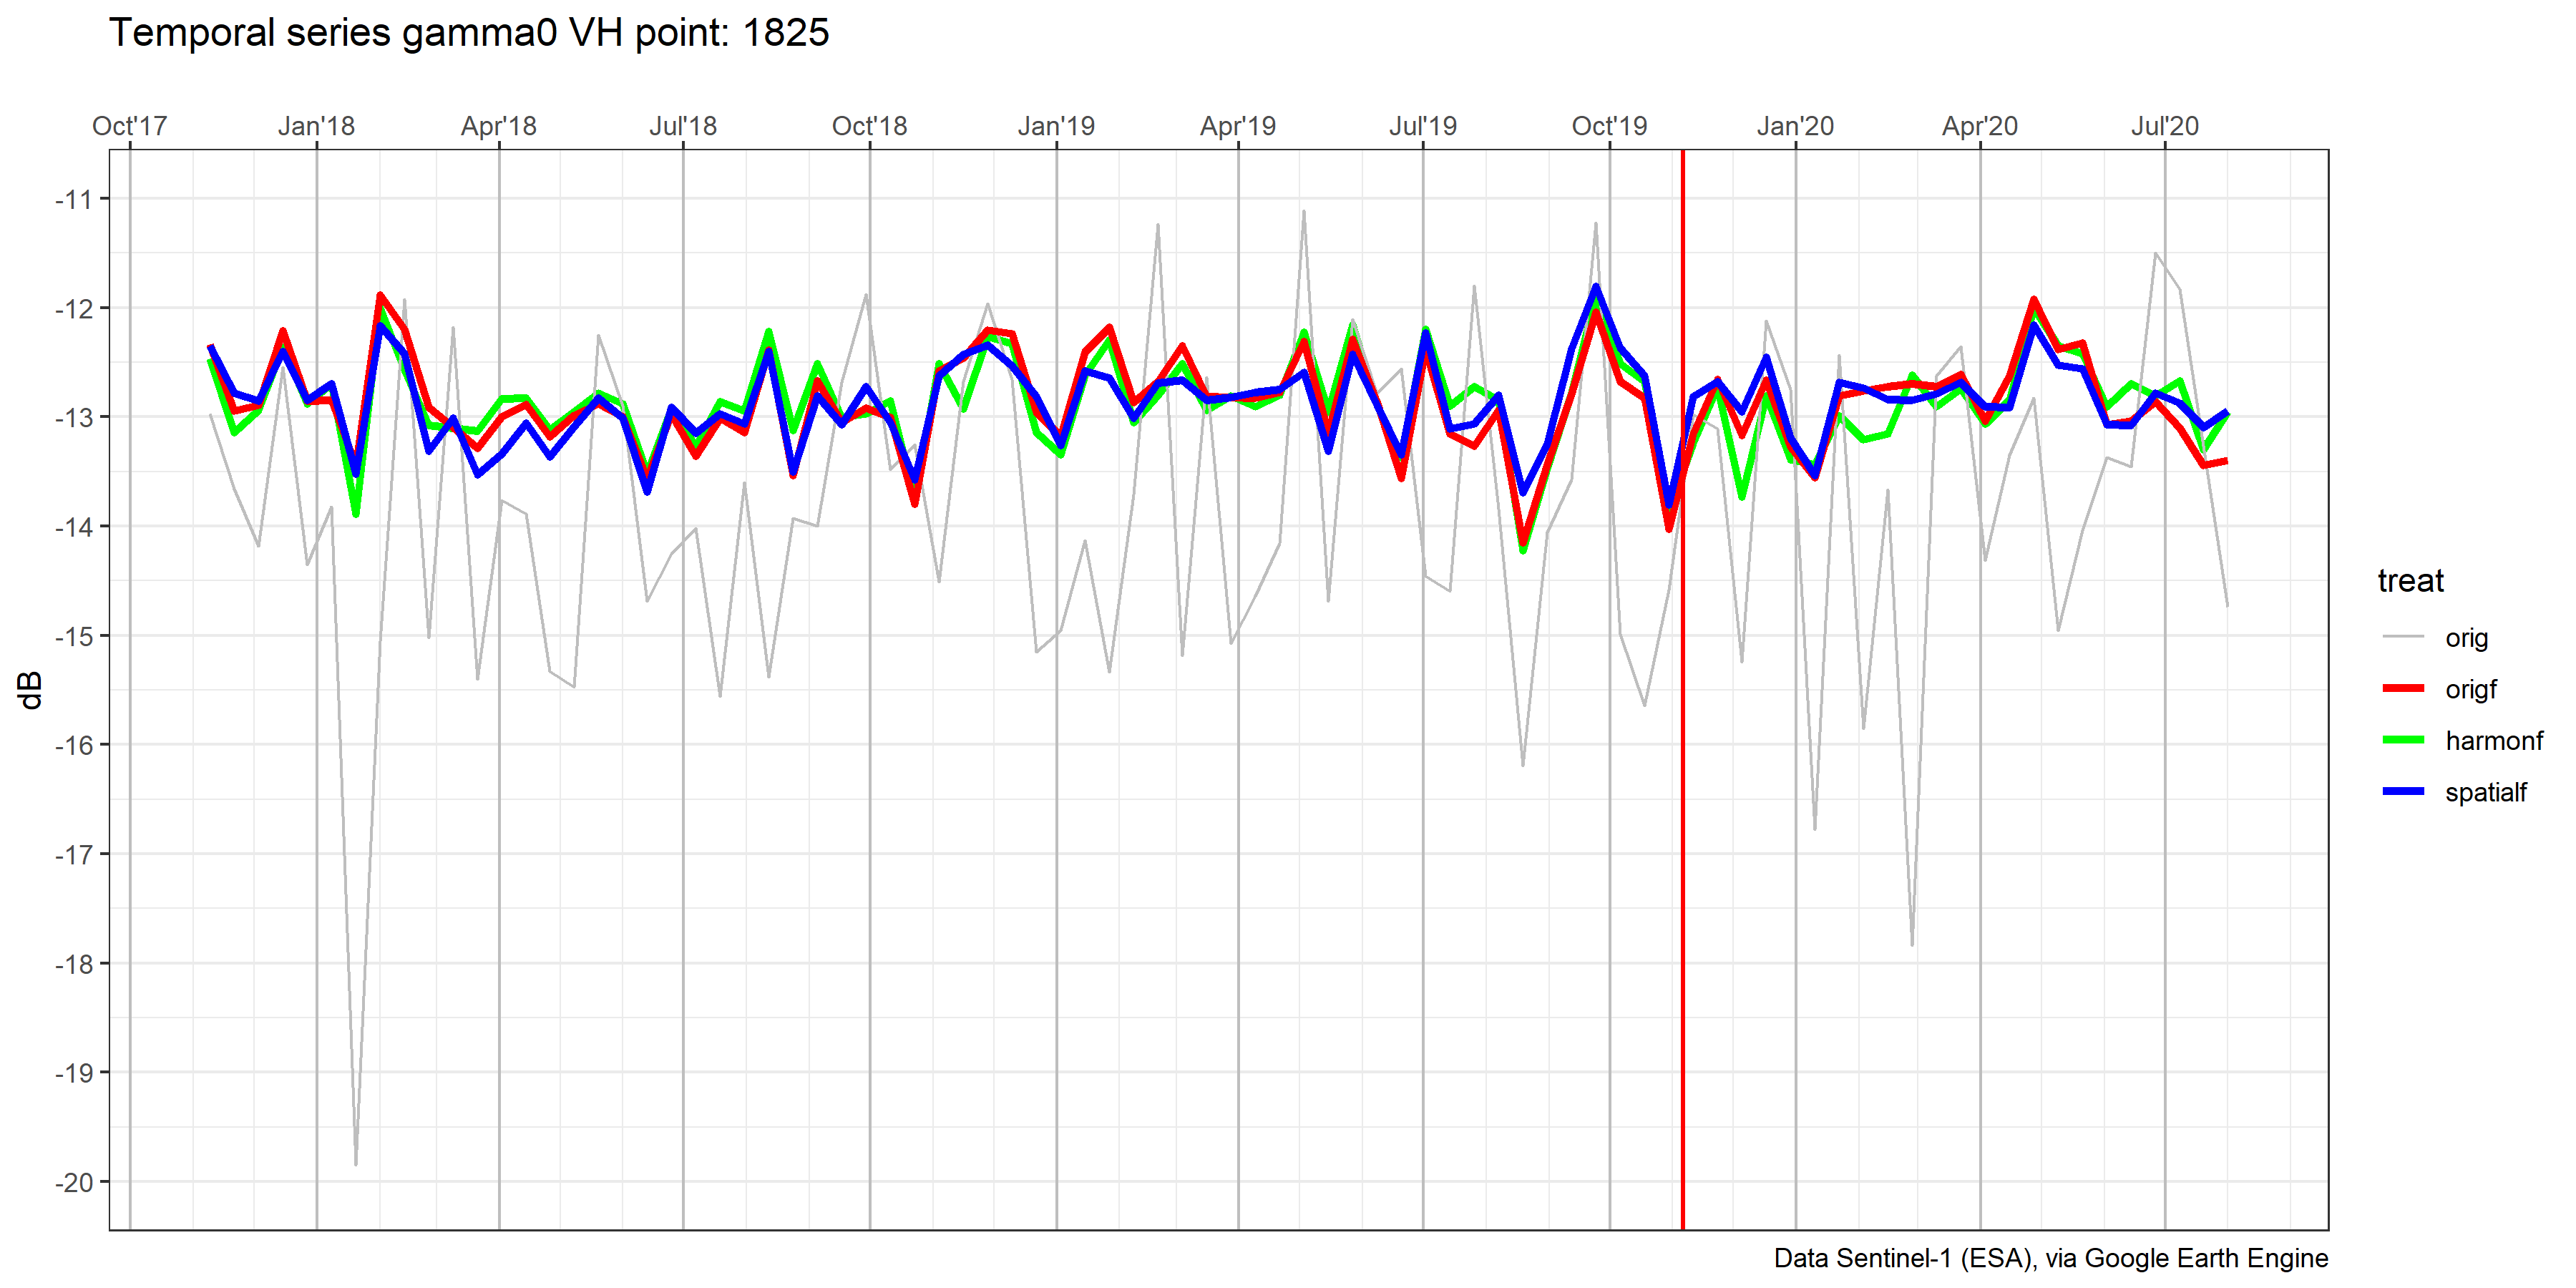 Temporal series gamma0 VH point: 1825
Oct'17 Jan'18 Apr'18 Jul'18 Oct'18 Jan'19 Apr'19 Jul'19 Oct'19 Jan'20 Apr'20 Jul'20
-11
-12
-13
-14
-15
-16
-17
-18
-19
-20
dB
treat
orig
origf
harmonf
spatialf
Data Sentinel-1 (ESA), via Google Earth Engine